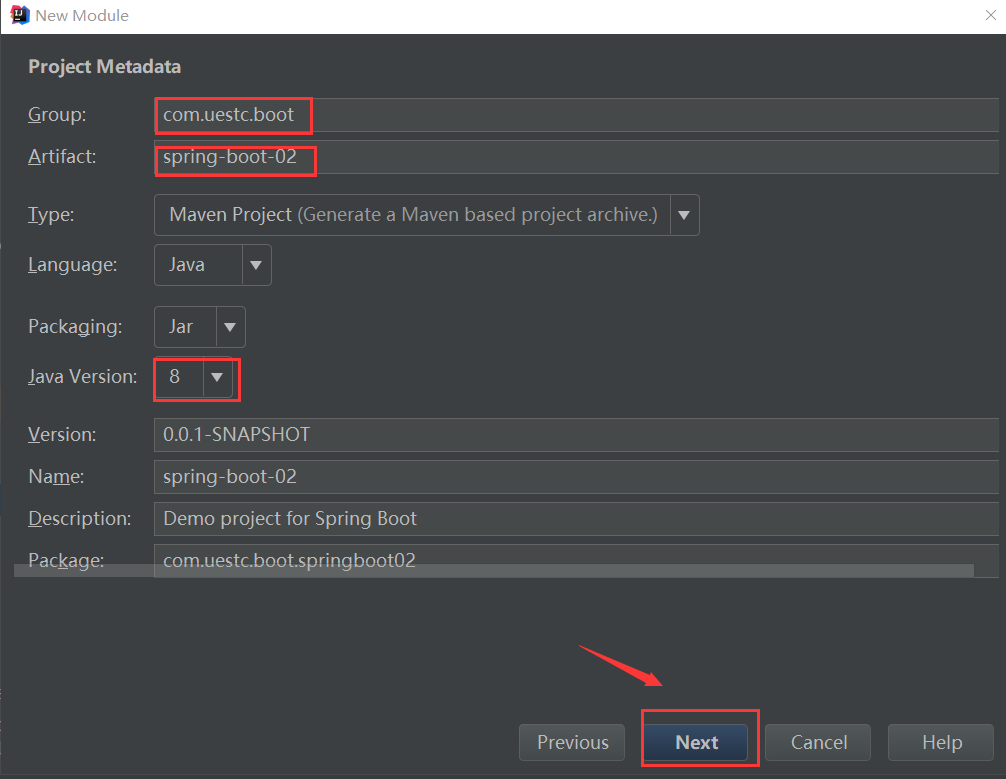 New Module
Project Metadata
Group: com.uestc.boot
Artifact: spring-boot-02
Type: Maven Project (Generate a Maven based project archive.)
Language: Java
Packaging: Jar
Java Version: 8
Version: 0.0.1-SNAPSHOT
Name: spring-boot-02
Description: Demo project for Spring Boot
Package: com.uestc.boot.springboot02
Previous Next Cancel Help